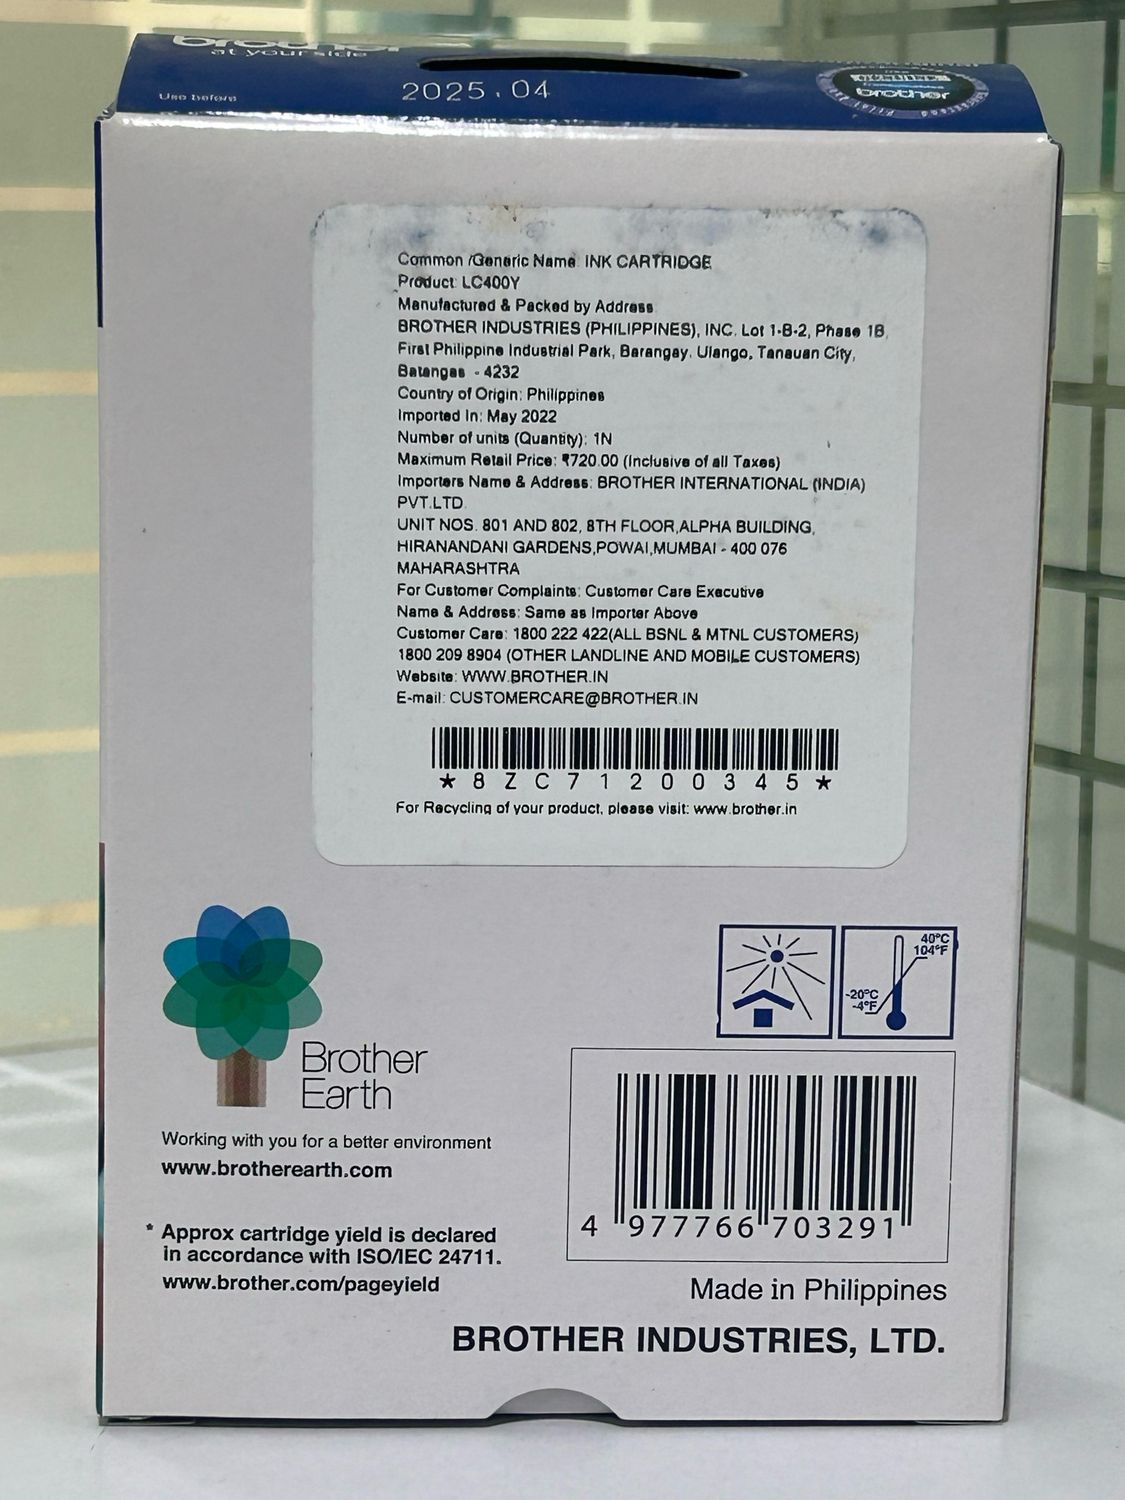 brother
at your side
Use before
2025.04
GENUINE
brother
Common /Generic Name: INK CARTRIDGE
Product: LC400Y
Manufactured & Packed by Address
BROTHER INDUSTRIES (PHILIPPINES), INC. Lot 1-B-2, Phase 1B,
First Philippine Industrial Park, Barangay. Ulango, Tanauan City,
Batangas - 4232
Country of Origin: Philippines
Imported In: May 2022
Number of units (Quantity): 1N
Maximum Retail Price: ₹720.00 (Inclusive of all Taxes)
Importers Name & Address: BROTHER INTERNATIONAL (INDIA)
PVT.LTD.
UNIT NOS. 801 AND 802, 8TH FLOOR,ALPHA BUILDING,
HIRANANDANI GARDENS,POWAI,MUMBAI - 400 076
MAHARASHTRA
For Customer Complaints: Customer Care Executive
Name & Address: Same as Importer Above
Customer Care: 1800 222 422(ALL BSNL & MTNL CUSTOMERS)
1800 209 8904 (OTHER LANDLINE AND MOBILE CUSTOMERS)
Website: WWW.BROTHER.IN
E-mail: CUSTOMERCARE@BROTHER.IN
*8ZC71200345*
For Recycling of your product, please visit: www.brother.in
40°C
104°F
-20°C
-4°F
Brother
Earth
Working with you for a better environment
www.brotherearth.com
4 977766 703291
* Approx cartridge yield is declared
in accordance with ISO/IEC 24711.
www.brother.com/pageyield
Made in Philippines
BROTHER INDUSTRIES, LTD.